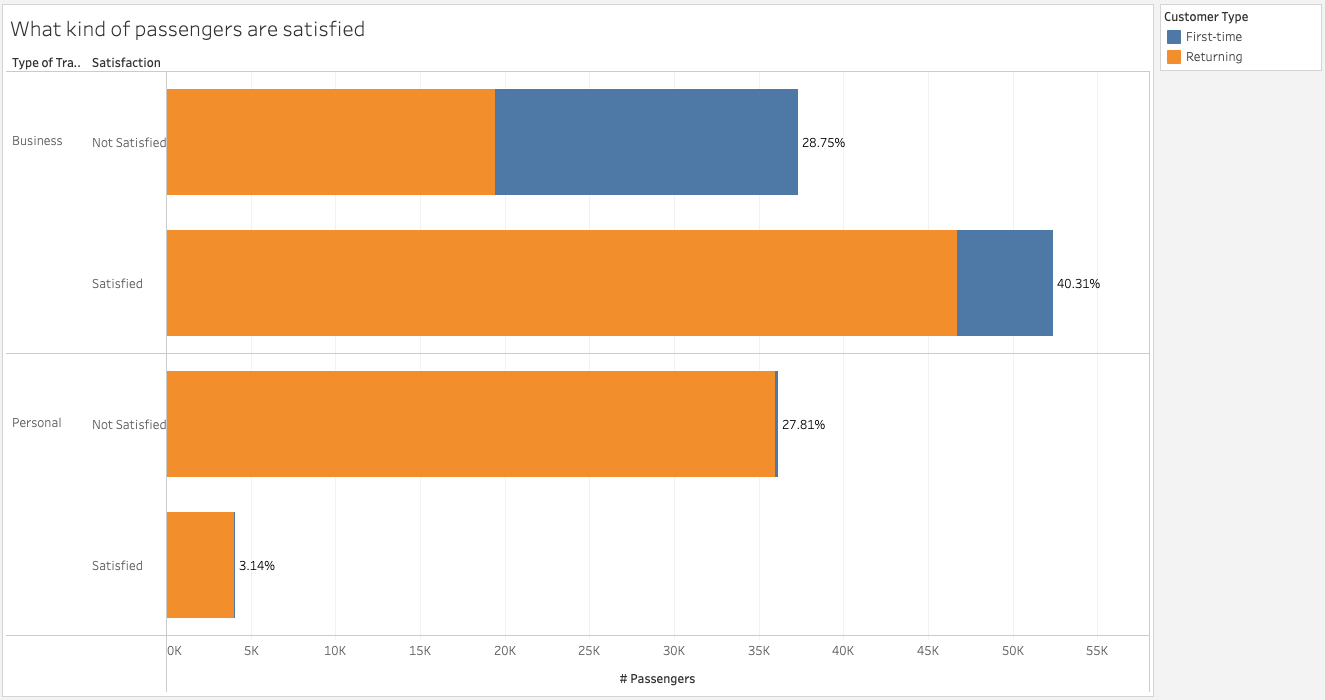 What kind of passengers are satisfied
Customer Type
First-time
Returning
Type of Tra.. Satisfaction
Business Not Satisfied 28.75%
Satisfied 40.31%
Personal Not Satisfied 27.81%
Satisfied 3.14%
0K 5K 10K 15K 20K 25K 30K 35K 40K 45K 50K 55K
# Passengers